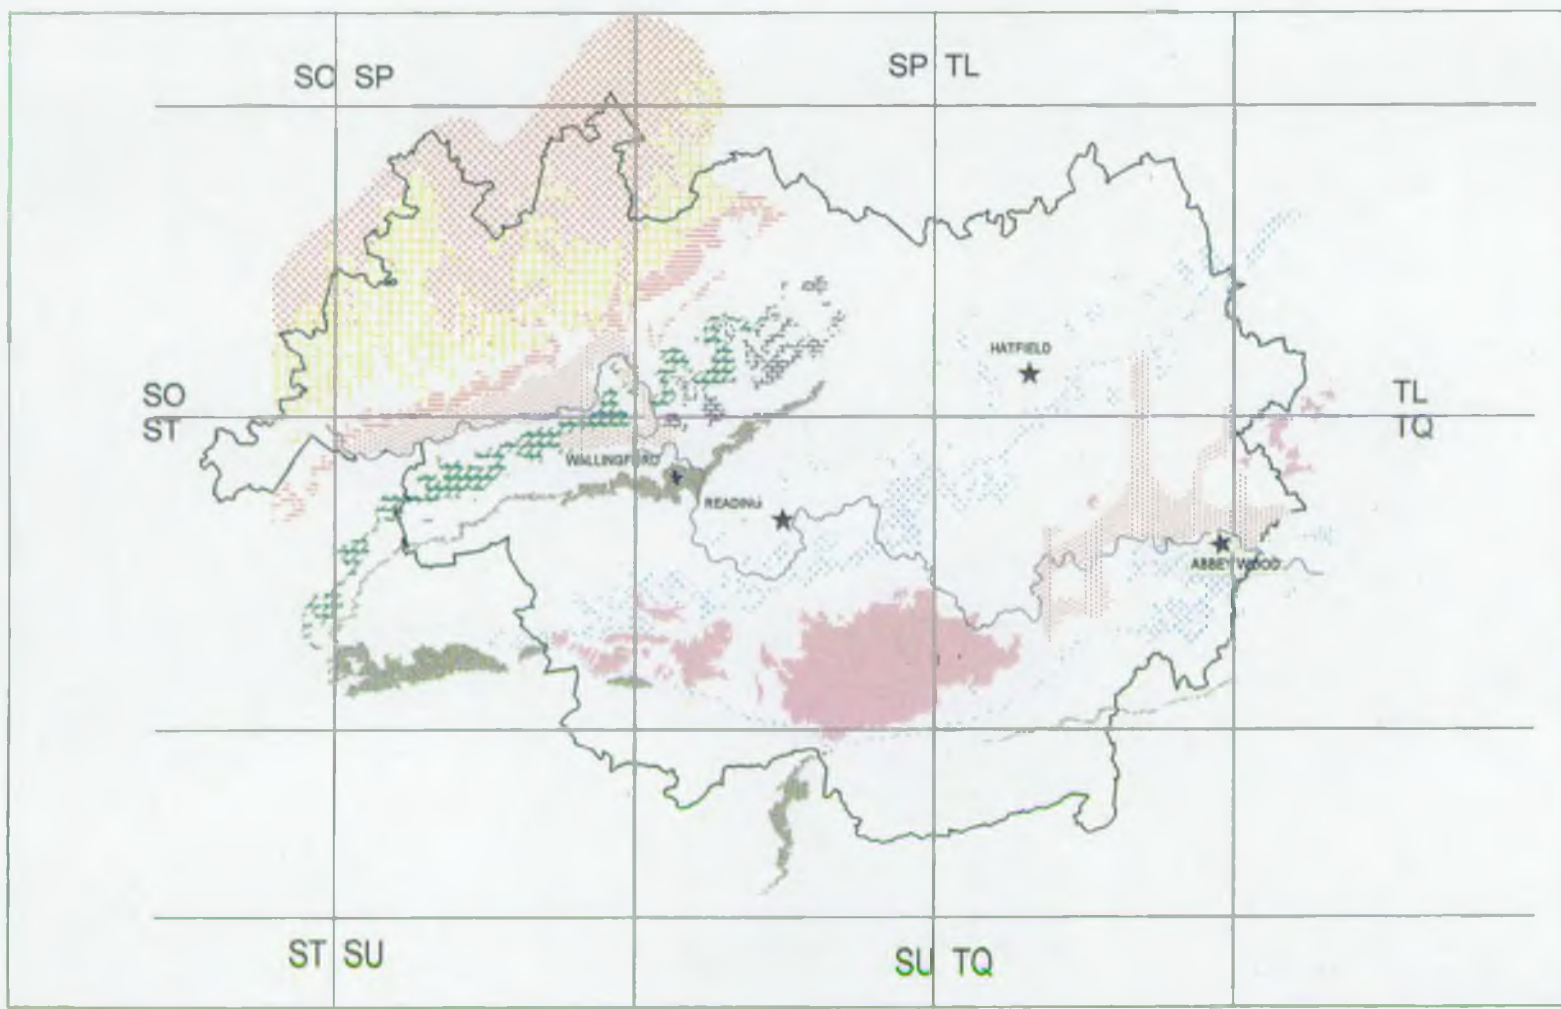 SO SP
SP TL
HATFIELD
SO
ST
TL
TQ
WALLINGFORD
READING
ABBEY WOOD
ST SU
SU TQ